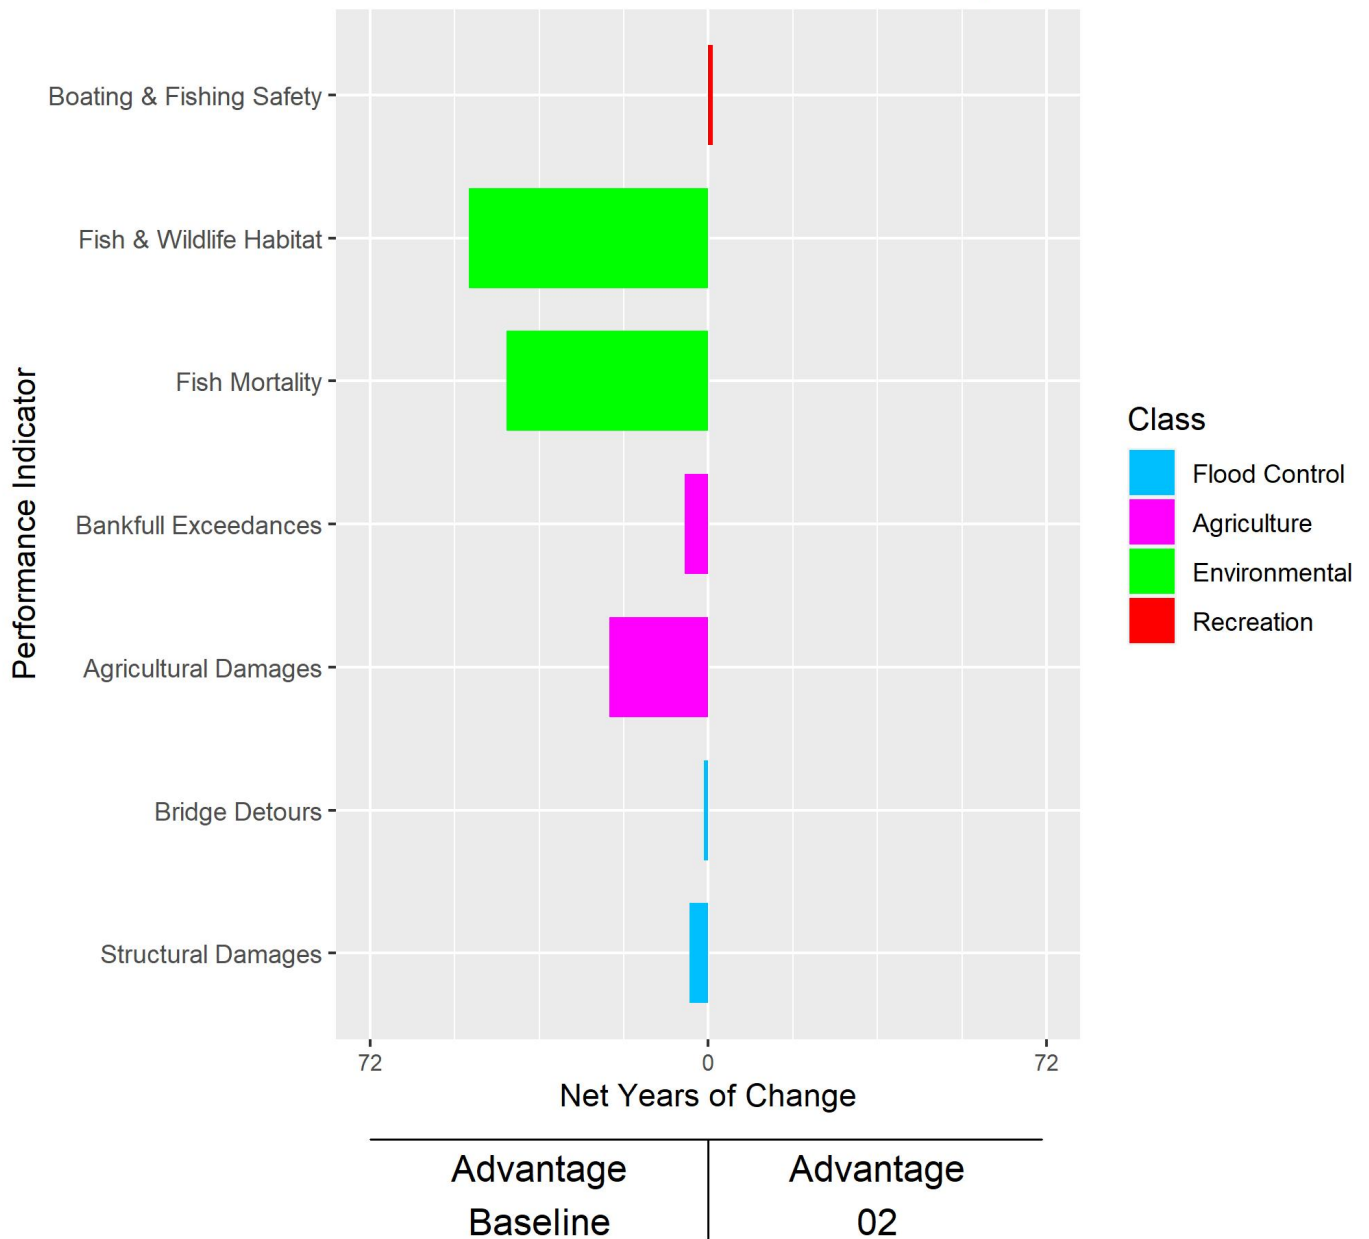 Performance Indicator
Boating & Fishing Safety
Fish & Wildlife Habitat
Fish Mortality
Bankfull Exceedances
Agricultural Damages
Bridge Detours
Structural Damages
72 0 72
Net Years of Change
Advantage Advantage
Baseline 02
Class
Flood Control
Agriculture
Environmental
Recreation